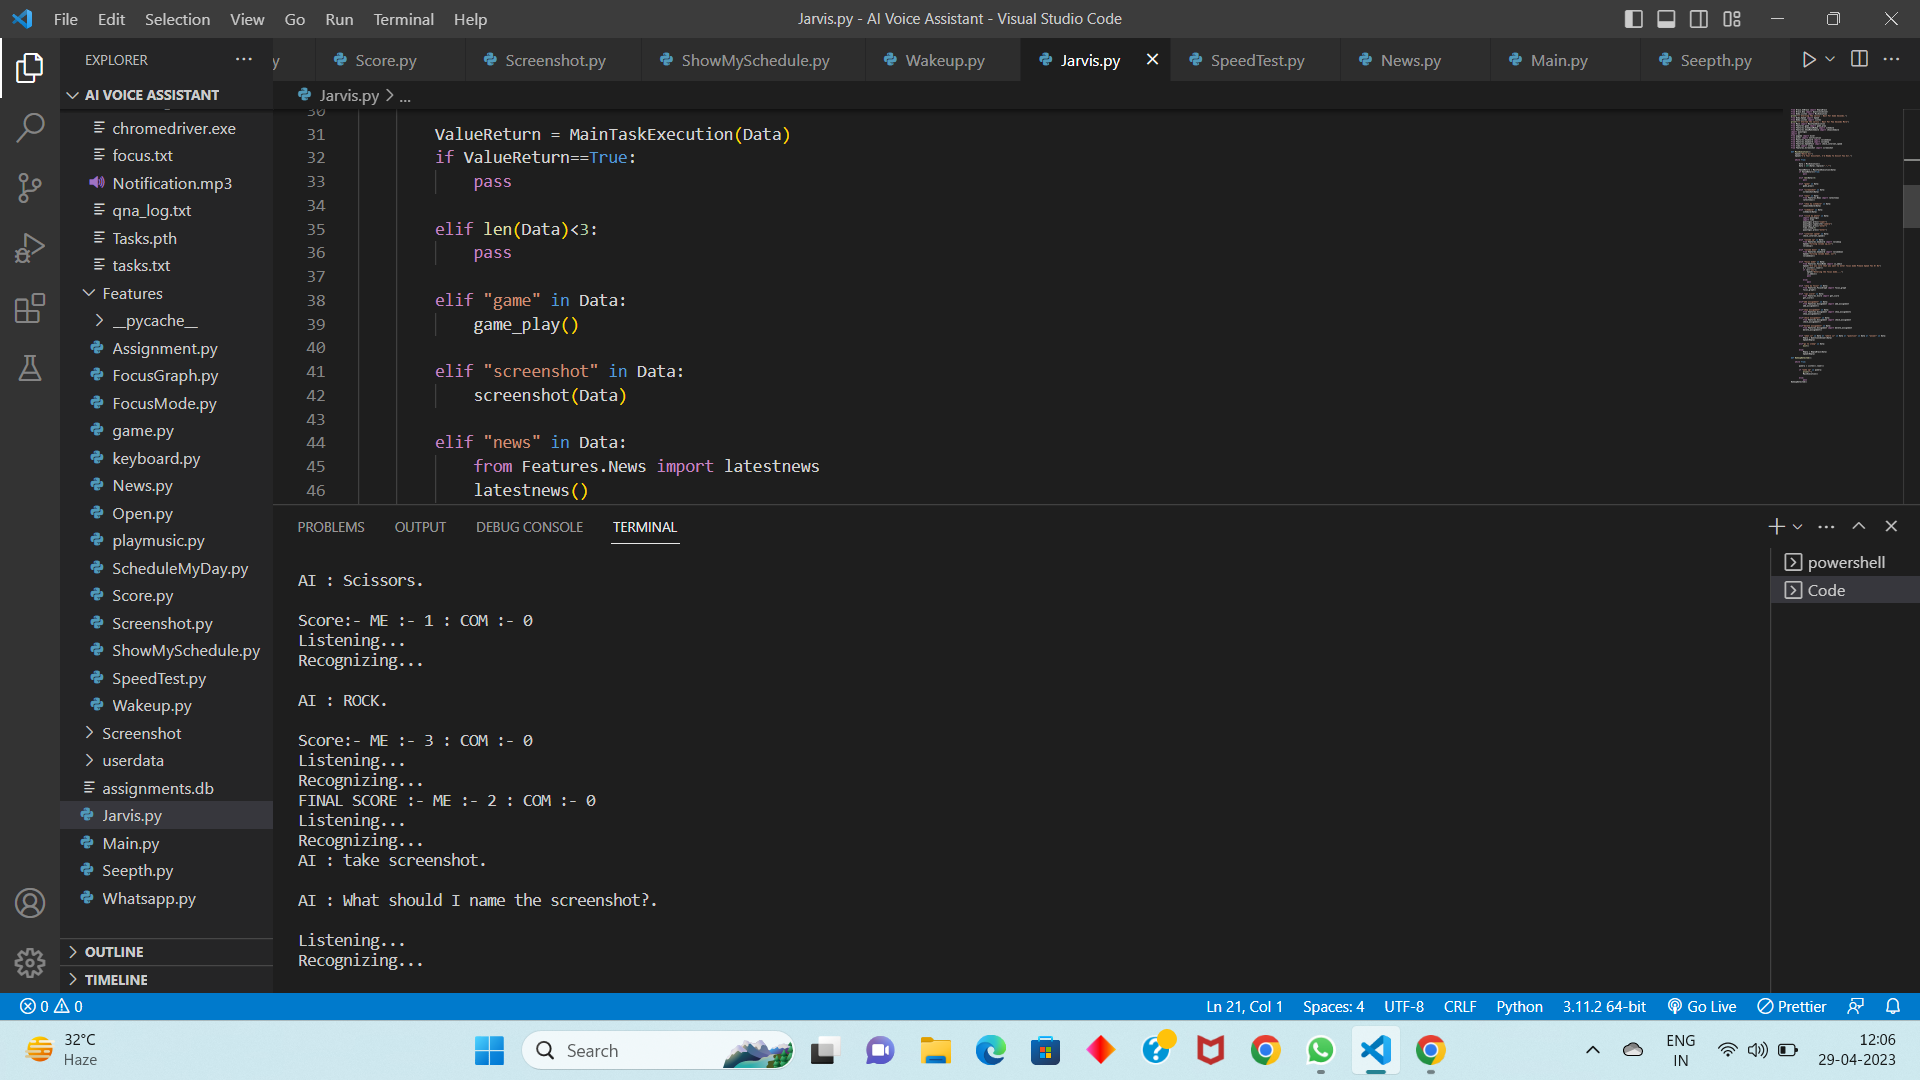 File Edit Selection View Go Run Terminal Help
Jarvis.py - AI Voice Assistant - Visual Studio Code
EXPLORER
y
Score.py
Screenshot.py
ShowMySchedule.py
Wakeup.py
Jarvis.py
SpeedTest.py
News.py
Main.py
Seepth.py
AI VOICE ASSISTANT
chromedriver.exe
focus.txt
Notification.mp3
qna_log.txt
Tasks.pth
tasks.txt
Features
__pycache__
Assignment.py
FocusGraph.py
FocusMode.py
game.py
keyboard.py
News.py
Open.py
playmusic.py
ScheduleMyDay.py
Score.py
Screenshot.py
ShowMySchedule.py
SpeedTest.py
Wakeup.py
Screenshot
userdata
assignments.db
Jarvis.py
Main.py
Seepth.py
Whatsapp.py
OUTLINE
TIMELINE
Jarvis.py > ...
30
31 ValueReturn = MainTaskExecution(Data)
32 if ValueReturn==True:
33 pass
34
35 elif len(Data)<3:
36 pass
37
38 elif "game" in Data:
39 game_play()
40
41 elif "screenshot" in Data:
42 screenshot(Data)
43
44 elif "news" in Data:
45 from Features.News import latestnews
46 latestnews()
PROBLEMS OUTPUT DEBUG CONSOLE TERMINAL
AI : Scissors.
Score:- ME :- 1 : COM :- 0
Listening...
Recognizing...
AI : ROCK.
Score:- ME :- 3 : COM :- 0
Listening...
Recognizing...
FINAL SCORE :- ME :- 2 : COM :- 0
Listening...
Recognizing...
AI : take screenshot.
AI : What should I name the screenshot?.
Listening...
Recognizing...
powershell
Code
0 0
Ln 21, Col 1 Spaces: 4 UTF-8 CRLF Python 3.11.2 64-bit Go Live Prettier
32°C
Haze
Search
ENG
IN
12:06
29-04-2023